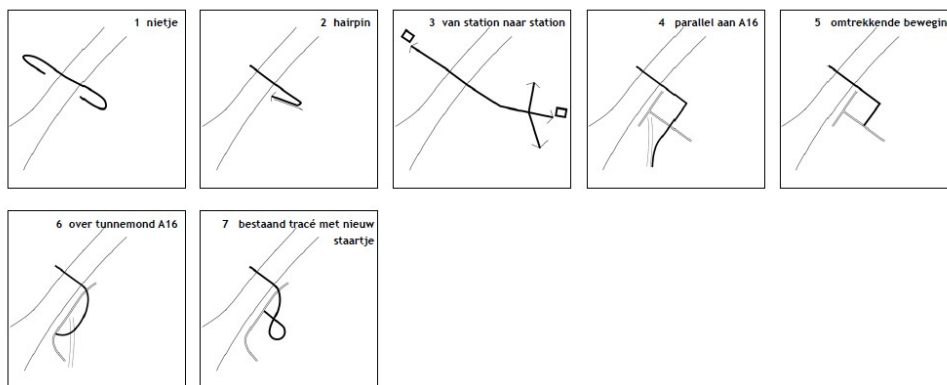 1 nietje
2 hairpin
3 van station naar station
4 parallel aan A16
5 omtrekkende bewegin
6 over tunnemond A16
7 bestaand tracé met nieuw
staartje